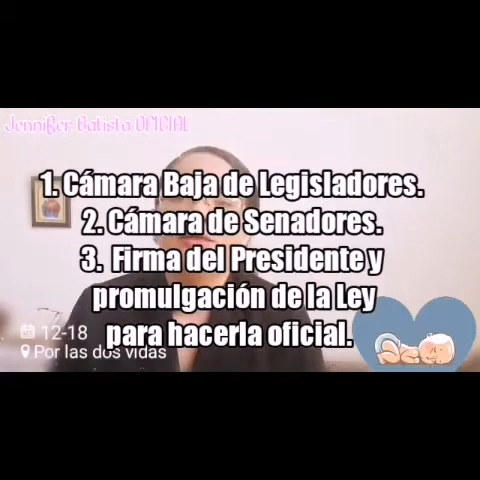 Jenniffer Batista OFICIAL
1. Cámara Baja de Legisladores.
2. Cámara de Senadores.
3. Firma del Presidente y
promulgación de la Ley
para hacerla oficial.
12-18
Por las dos vidas